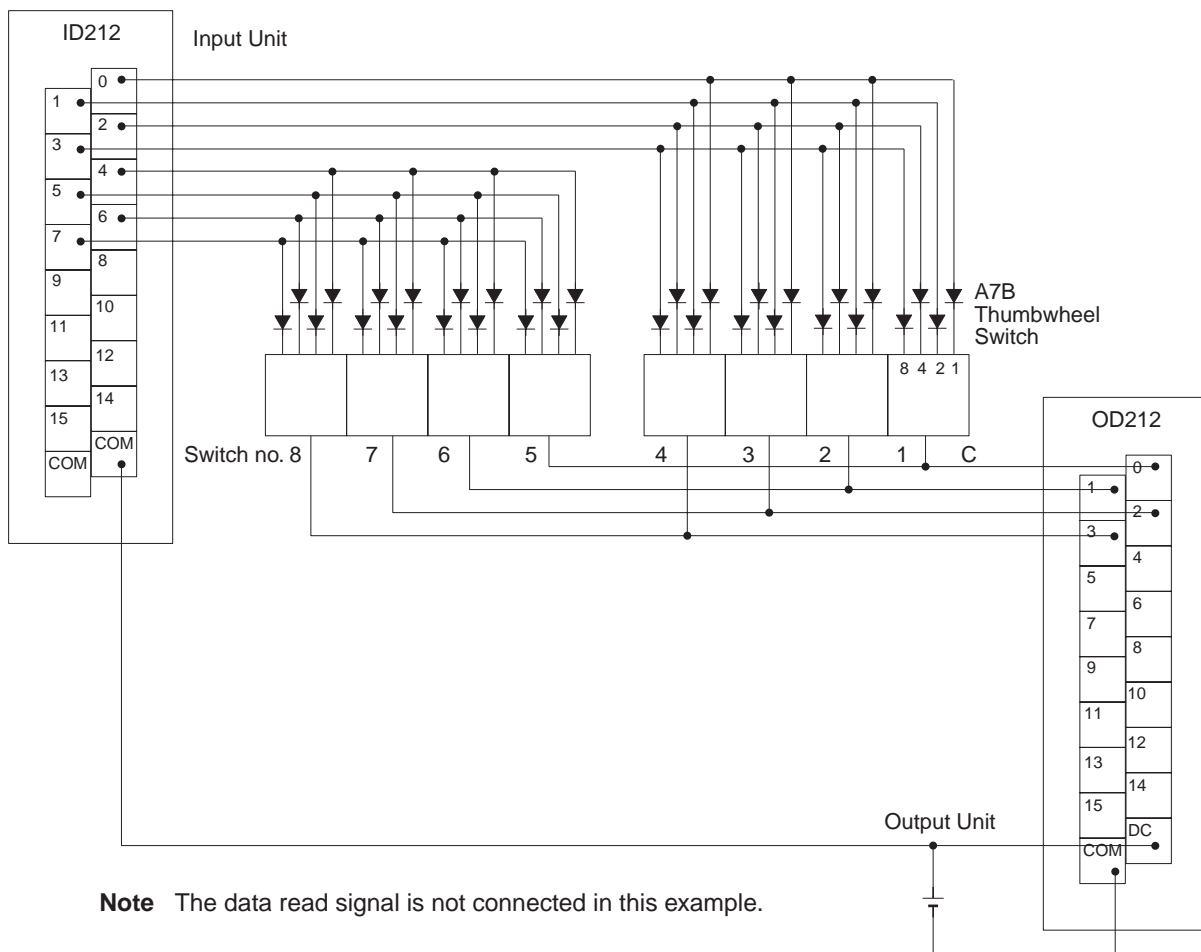 ID212
Input Unit
0
1
2
3
4
5
6
7
8
9
10
11
12
13
14
15
COM
COM
A7B
Thumbwheel
Switch
8 4 2 1
Switch no. 8 7 6 5 4 3 2 1 C
OD212
0
1
2
3
4
5
6
7
8
9
10
11
12
13
14
15
DC
COM
Output Unit
Note The data read signal is not connected in this example.